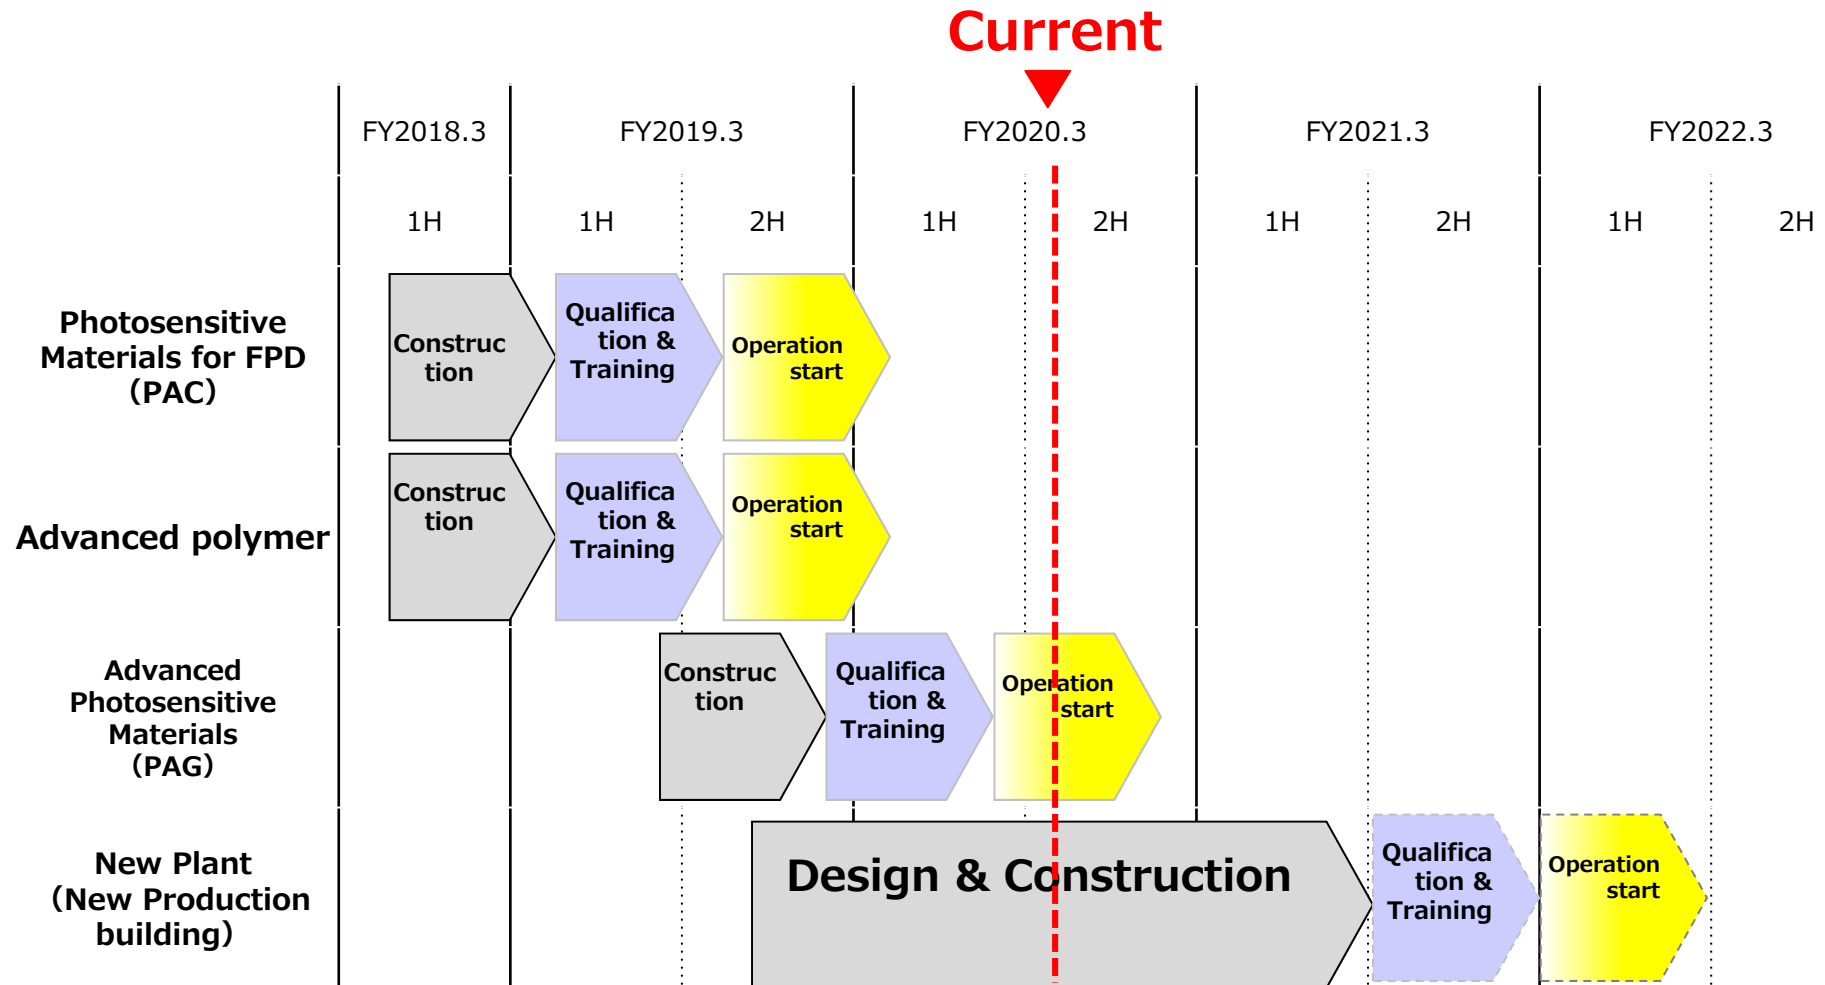 Current
FY2018.3
FY2019.3
FY2020.3
FY2021.3
FY2022.3
1H
1H
2H
1H
2H
1H
2H
1H
2H
Photosensitive
Materials for FPD
（PAC）
Construc
tion
Qualifica
tion &
Training
Operation
start
Advanced polymer
Construc
tion
Qualifica
tion &
Training
Operation
start
Advanced
Photosensitive
Materials
（PAG）
Construc
tion
Qualifica
tion &
Training
Operation
start
New Plant
（New Production
building）
Design & Construction
Qualifica
tion &
Training
Operation
start